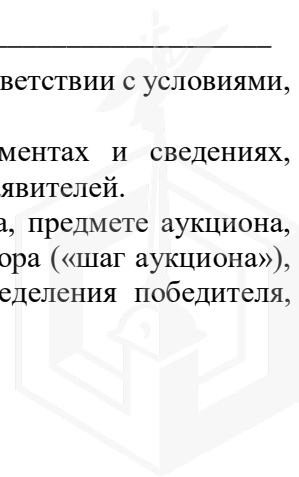 ветствии с условиями,
ментах и сведениях,
явителей.
а, предмете аукциона,
ора («шаг аукциона»),
еделения победителя,